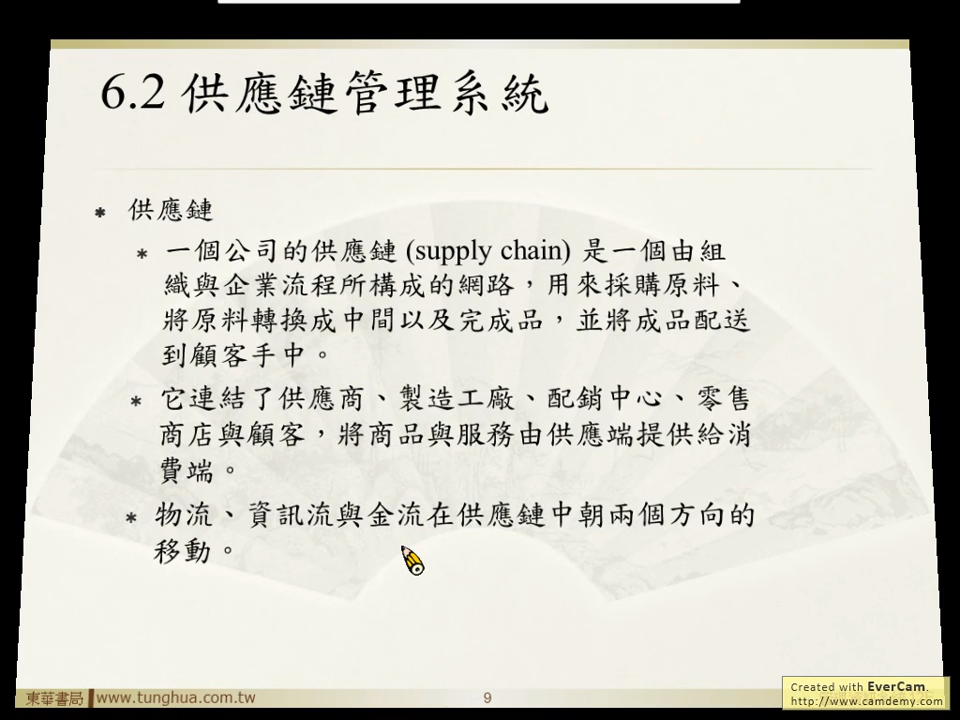 6.2 供應鏈管理系統
* 供應鏈
* 一個公司的供應鏈 (supply chain) 是一個由組
織與企業流程所構成的網路，用來採購原料、
將原料轉換成中間以及完成品，並將成品配送
到顧客手中。
* 它連結了供應商、製造工廠、配銷中心、零售
商店與顧客，將商品與服務由供應端提供給消
費端。
* 物流、資訊流與金流在供應鏈中朝兩個方向的
移動。
東華書局 www.tunghua.com.tw
9
Created with EverCam.
http://www.camdemy.com